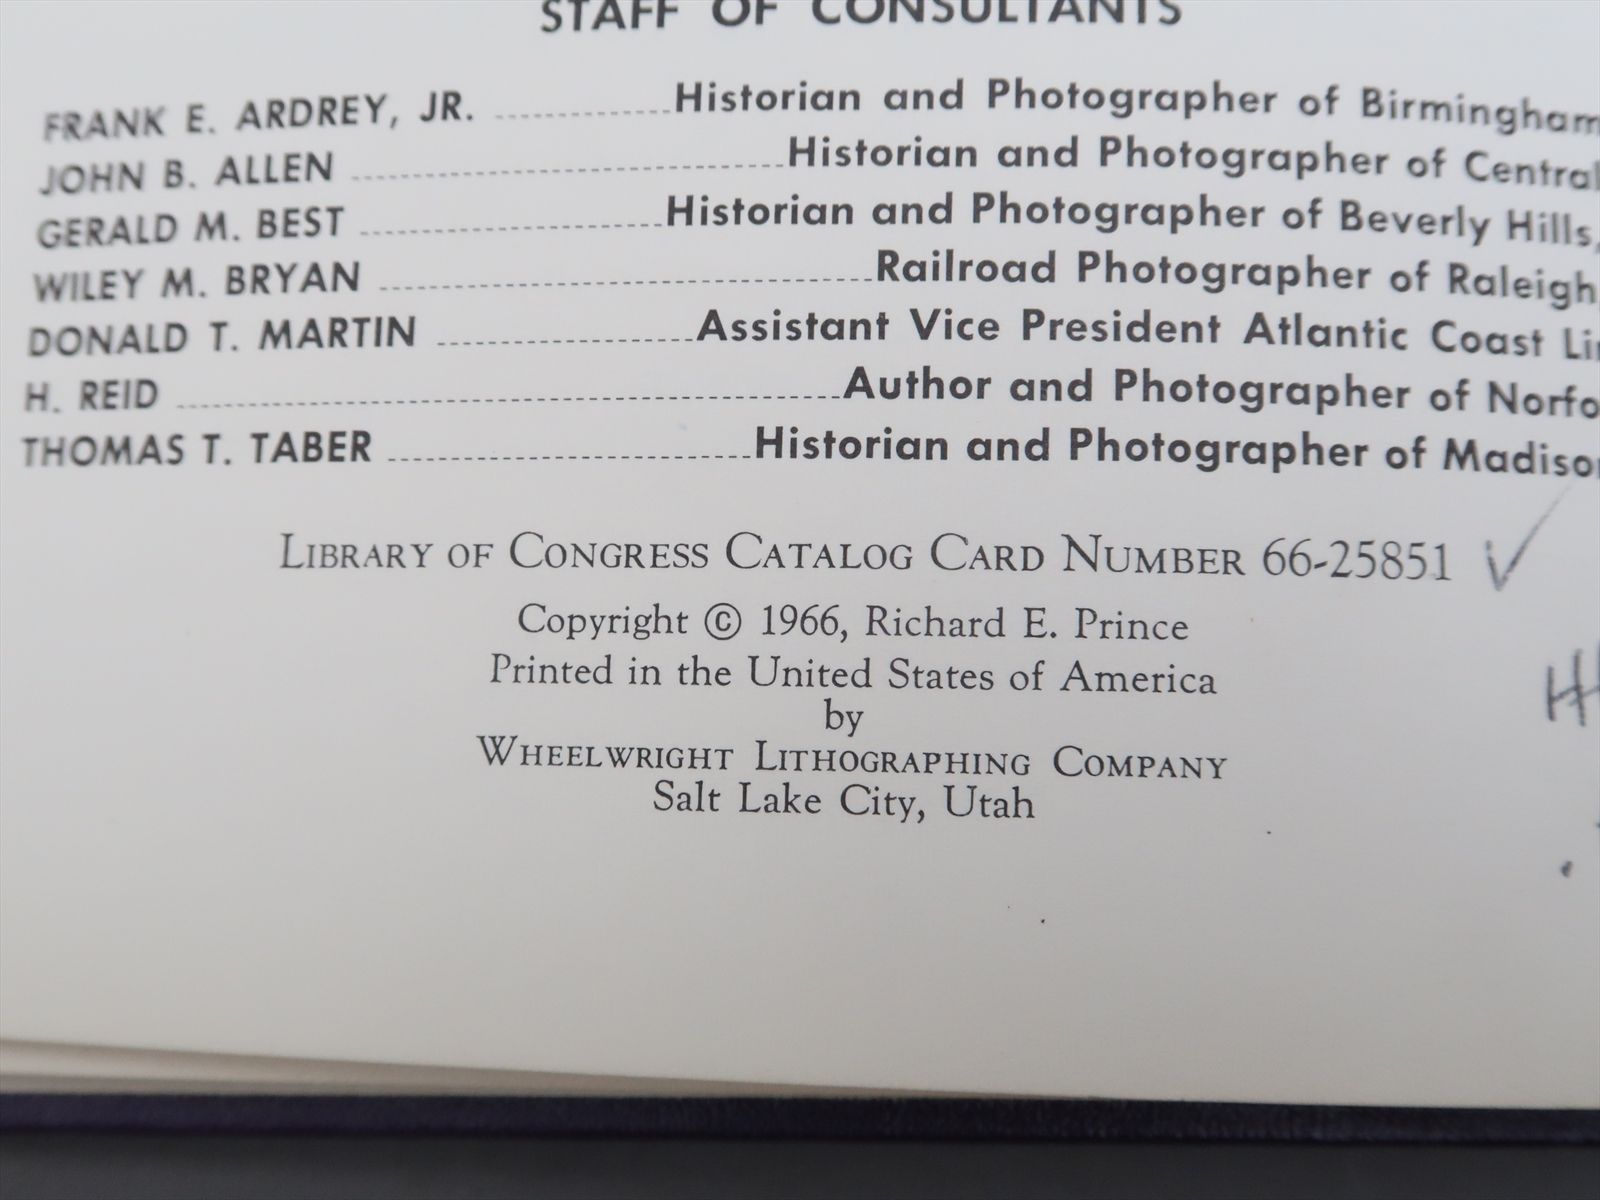 STAFF OF CONSULTANTS
FRANK E. ARDREY, JR. Historian and Photographer of Birmingham
JOHN B. ALLEN Historian and Photographer of Central
GERALD M. BEST Historian and Photographer of Beverly Hills,
WILEY M. BRYAN Railroad Photographer of Raleigh
DONALD T. MARTIN Assistant Vice President Atlantic Coast
H. REID Author and Photographer of
THOMAS T. TABER Historian and Photographer of
LIBRARY OF CONGRESS CATALOG CARD NUMBER 66-25851
Copyright © 1966, Richard E. Prince
Printed in the United States of America
by
WHEELWRIGHT LITHOGRAPHING COMPANY
Salt Lake City, Utah